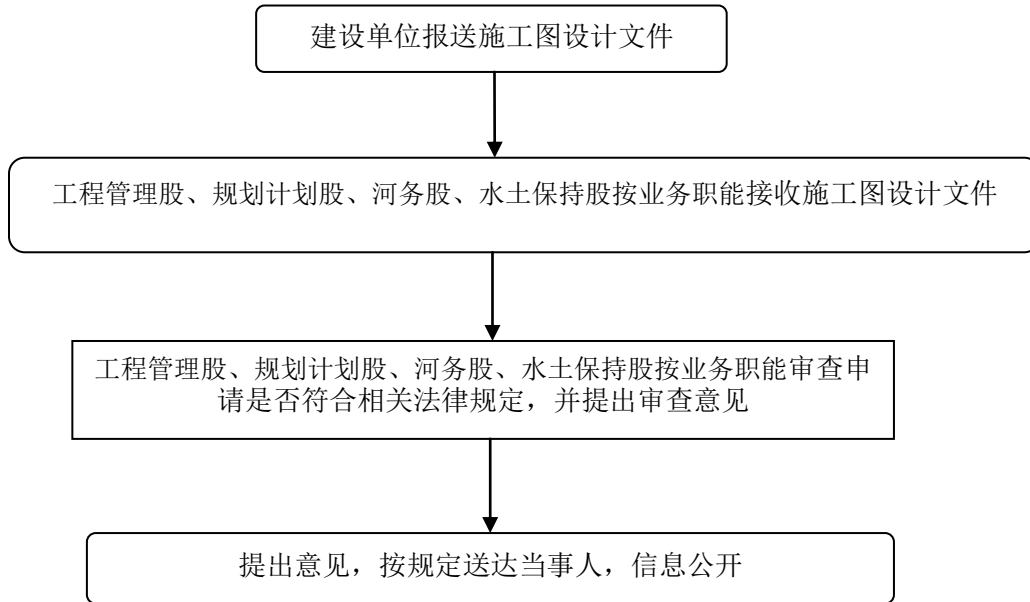 建设单位报送施工图设计文件
工程管理股、规划计划股、河务股、水土保持股按业务职能接收施工图设计文件
工程管理股、规划计划股、河务股、水土保持股按业务职能审查申
请是否符合相关法律规定，并提出审查意见
提出意见，按规定送达当事人，信息公开